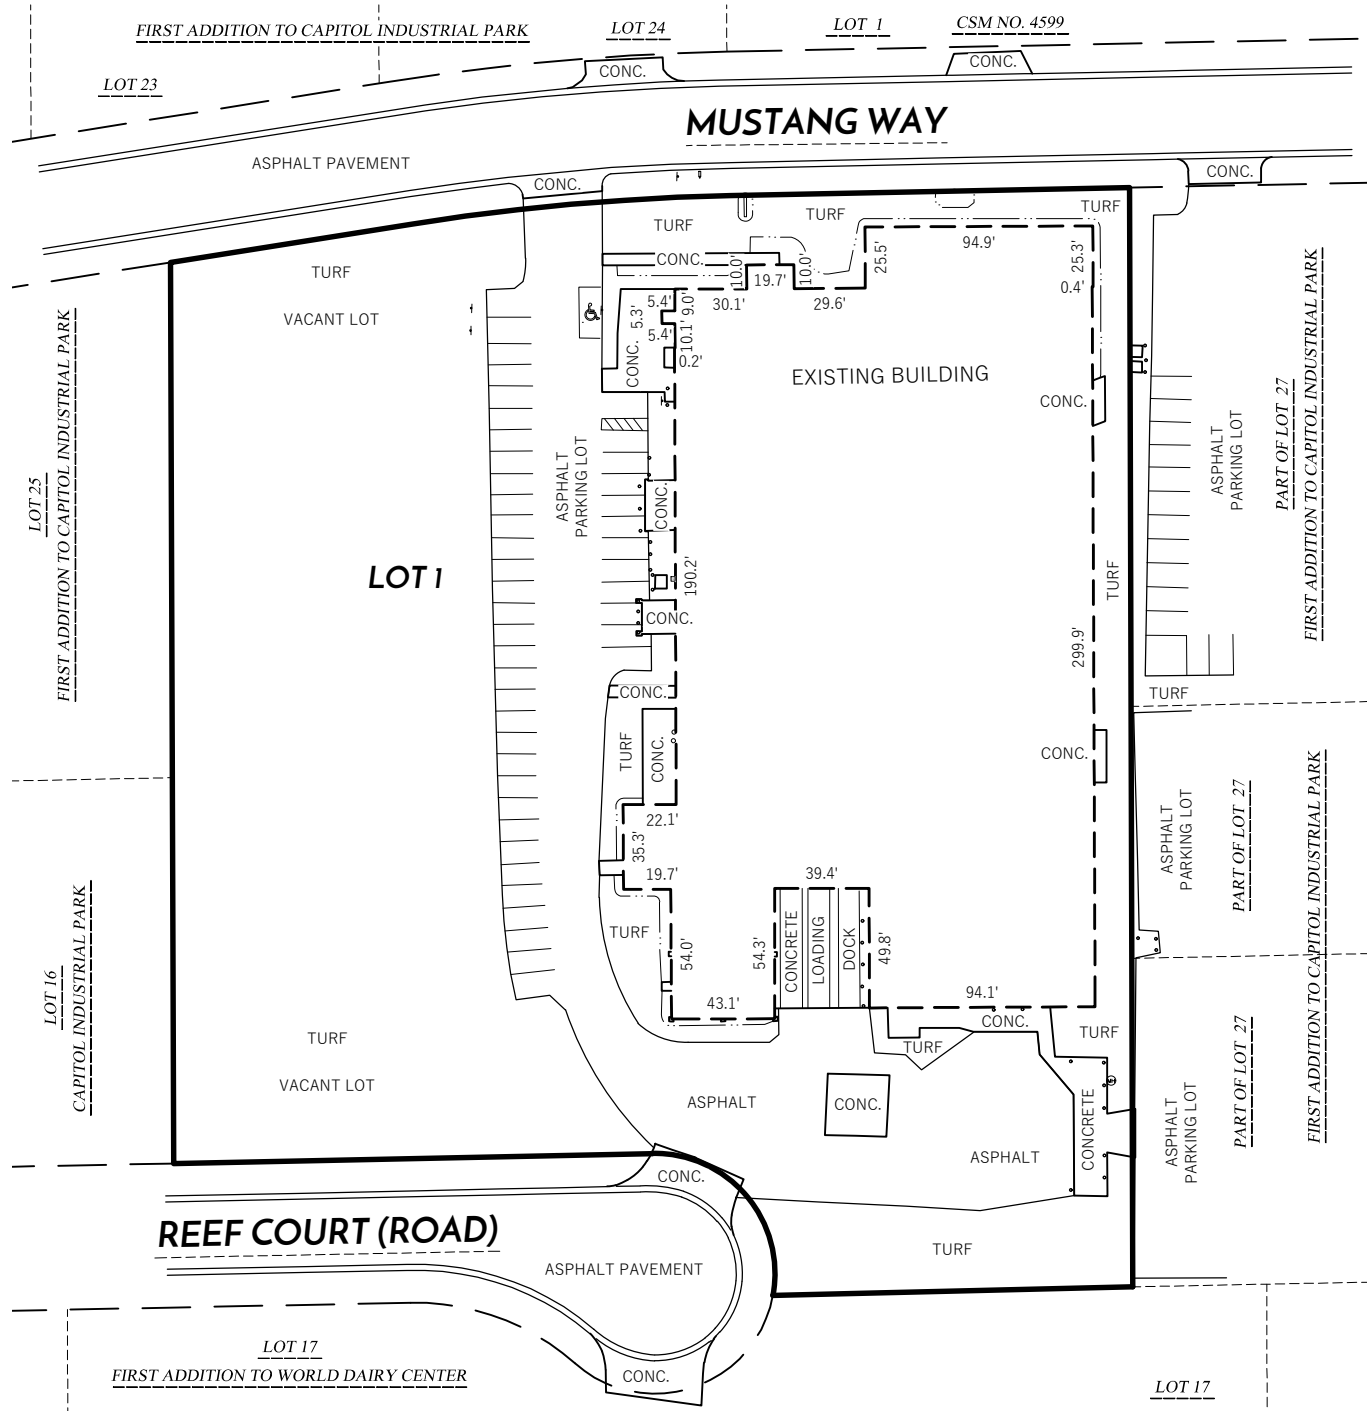 FIRST ADDITION TO CAPITOL INDUSTRIAL PARK
LOT 24
LOT 1
CSM NO. 4599
LOT 23
CONC.
CONC.
MUSTANG WAY
ASPHALT PAVEMENT
CONC.
CONC.
TURF
TURF
TURF
TURF
CONC.
VACANT LOT
10.0'
19.7'
10.0'
25.5'
94.9'
25.3'
0.4'
5.4'
9.0'
30.1'
29.6'
5.3'
5.4'
10.1'
0.2'
CONC.
EXISTING BUILDING
CONC.
LOT 25
FIRST ADDITION TO CAPITOL INDUSTRIAL PARK
ASPHALT
PARKING LOT
CONC.
ASPHALT
PARKING LOT
PART OF LOT 27
FIRST ADDITION TO CAPITOL INDUSTRIAL PARK
LOT 1
190.2'
TURF
CONC.
299.9'
CONC.
TURF
TURF
CONC.
CONC.
22.1'
35.3'
19.7'
39.4'
ASPHALT
PARKING LOT
PART OF LOT 27
FIRST ADDITION TO CAPITOL INDUSTRIAL PARK
TURF
54.0'
54.3'
CONCRETE
LOADING
DOCK
49.8'
43.1'
94.1'
CONC.
TURF
TURF
LOT 16
CAPITOL INDUSTRIAL PARK
TURF
VACANT LOT
ASPHALT
CONC.
ASPHALT
CONCRETE
ASPHALT
PARKING LOT
PART OF LOT 27
CONC.
REEF COURT (ROAD)
ASPHALT PAVEMENT
TURF
LOT 17
FIRST ADDITION TO WORLD DAIRY CENTER
CONC.
LOT 17